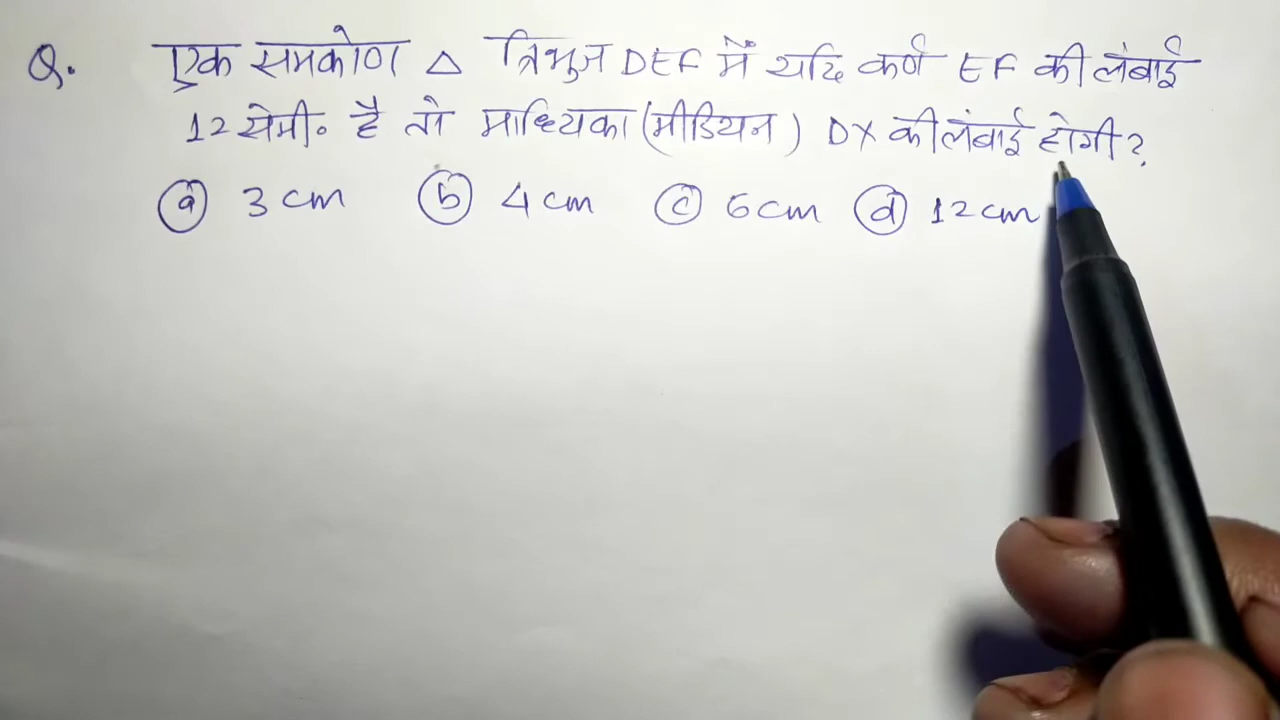 Q. एक समकोण △ त्रिभुज DEF में यदि कर्ण EF की लंबाई
12 सेमी. है तो माध्यिका (मीडियन) DX की लंबाई होगी?
(a) 3 cm (b) 4 cm (c) 6 cm (d) 12 cm